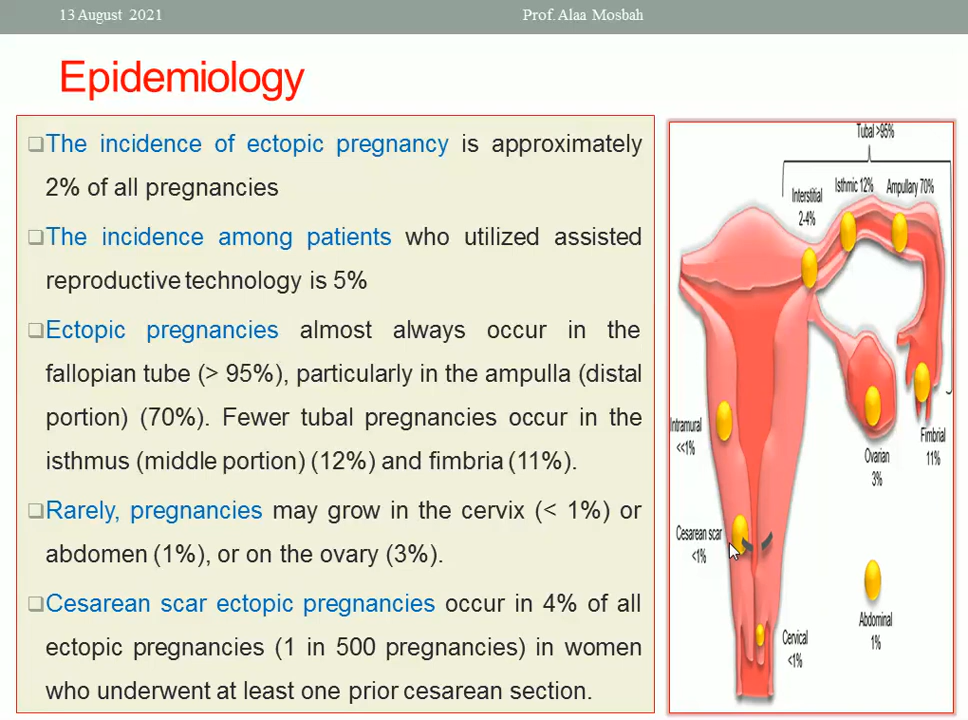 13 August 2021
Prof. Alaa Mosbah
Epidemiology
The incidence of ectopic pregnancy is approximately
2% of all pregnancies
The incidence among patients who utilized assisted
reproductive technology is 5%
Ectopic pregnancies almost always occur in the
fallopian tube (> 95%), particularly in the ampulla (distal
portion) (70%). Fewer tubal pregnancies occur in the
isthmus (middle portion) (12%) and fimbria (11%).
Rarely, pregnancies may grow in the cervix (< 1%) or
abdomen (1%), or on the ovary (3%).
Cesarean scar ectopic pregnancies occur in 4% of all
ectopic pregnancies (1 in 500 pregnancies) in women
who underwent at least one prior cesarean section.
Tubal >95%
Interstitial
2-4%
Isthmic 12%
Ampullary 70%
Intramural
<<1%
Ovarian
3%
Fimbrial
11%
Cesarean scar
<1%
Abdominal
1%
Cervical
<1%